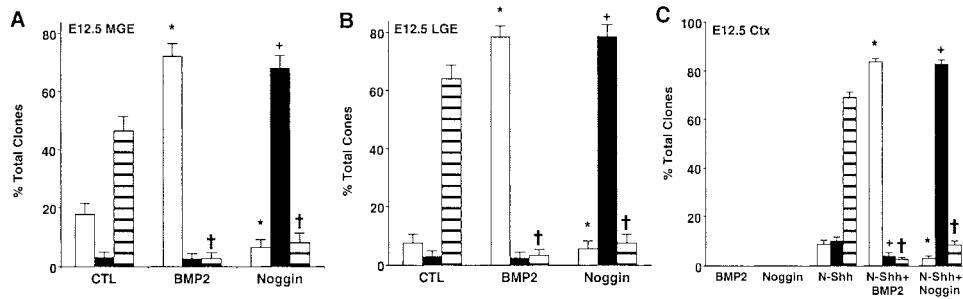 A
E12.5 MGE
% Total Clones
80
60
40
20
0
*
+
*
†
†
CTL
BMP2
Noggin
B
E12.5 LGE
% Total Cones
80
60
40
20
0
*
+
*
†
†
CTL
BMP2
Noggin
C
E12.5 Ctx
% Total Clones
100
80
60
40
20
0
*
+
+
†
*
†
BMP2
Noggin
N-Shh
N-Shh+
BMP2
N-Shh+
Noggin